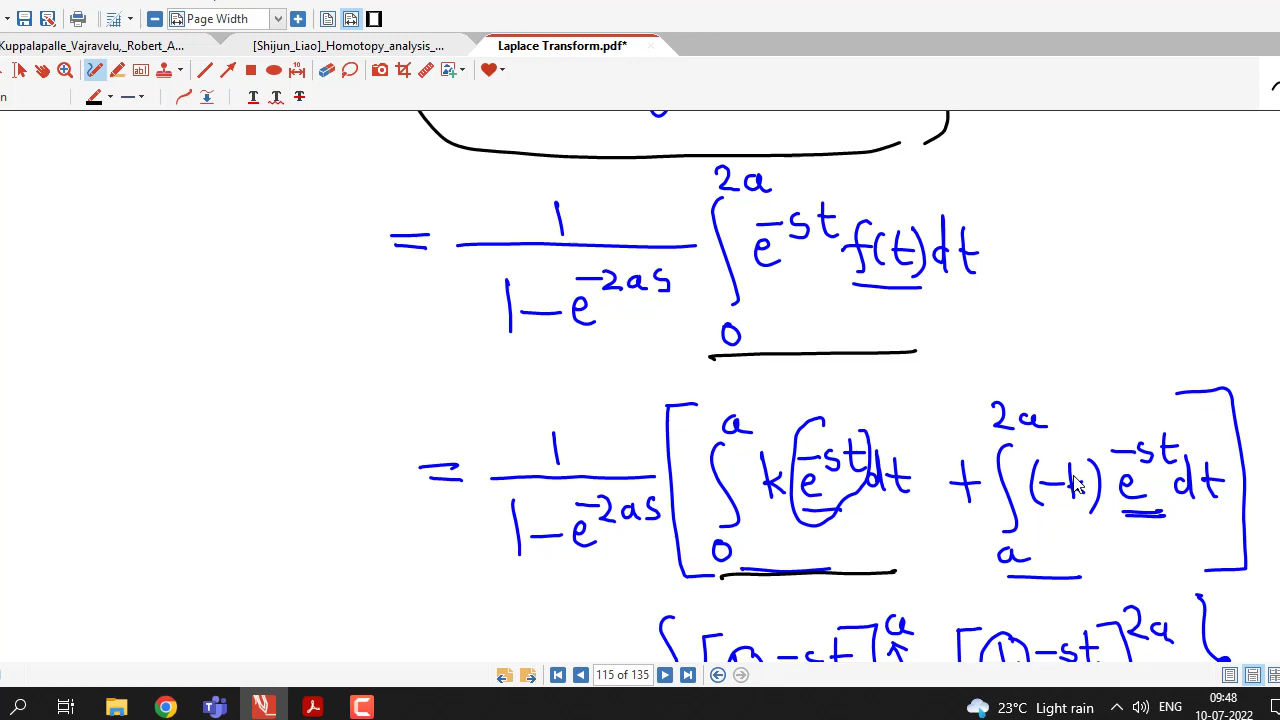 Page Width
Kuppalapalle_Vajravelu,_Robert_A...
[Shijun_Liao]_Homotopy_analysis_...
Laplace Transform.pdf*
= 1/(1-e^{-2as}) ∫_0^{2a} e^{-st} f(t) dt
= 1/(1-e^{-2as}) [ ∫_0^a k e^{-st} dt + ∫_a^{2a} (-k) e^{-st} dt ]
-st a -st 2a
115 of 135
23°C Light rain
ENG
09:48
10-07-2022